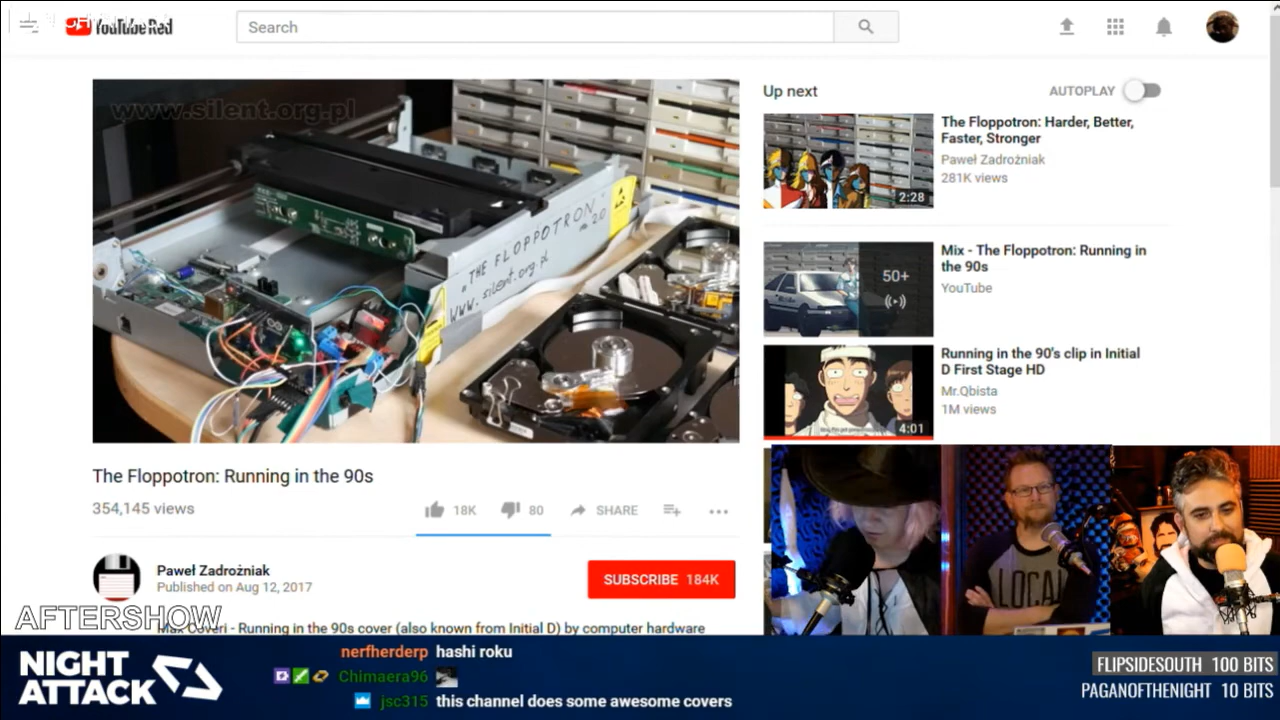 YouTube Red
Search
www.silent.org.pl
"THE FLOPPOTRON"
www.silent.org.pl
2.0
Up next
AUTOPLAY
The Floppotron: Harder, Better,
Faster, Stronger
Paweł Zadrożniak
281K views
2:28
Mix - The Floppotron: Running in
the 90s
YouTube
50+
Running in the 90's clip in Initial
D First Stage HD
Mr.Qbista
1M views
4:01
The Floppotron: Running in the 90s
354,145 views
18K
80
SHARE
Paweł Zadrożniak
Published on Aug 12, 2017
SUBSCRIBE 184K
AFTERSHOW
Max Coveri - Running in the 90s cover (also known from Initial D) by computer hardware
LOCAL
NIGHT
ATTACK
nerfherderp hashi roku
Chimaera96
jsc315 this channel does some awesome covers
FLIPSIDESOUTH 100 BITS
PAGANOFTHENIGHT 10 BITS